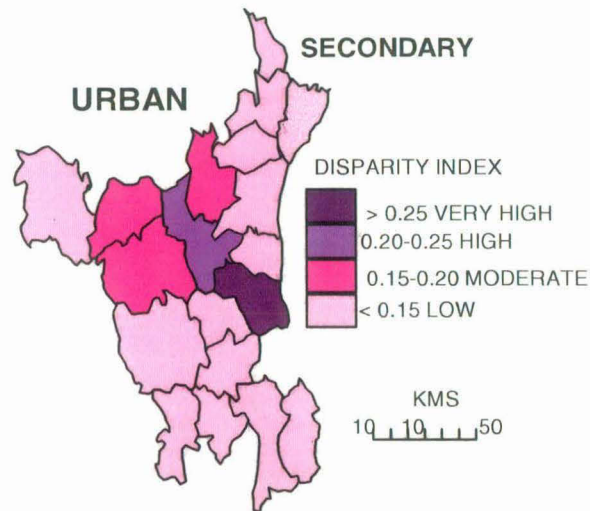 SECONDARY
URBAN
DISPARITY INDEX
> 0.25 VERY HIGH
0.20-0.25 HIGH
0.15-0.20 MODERATE
< 0.15 LOW
KMS
10 10 50